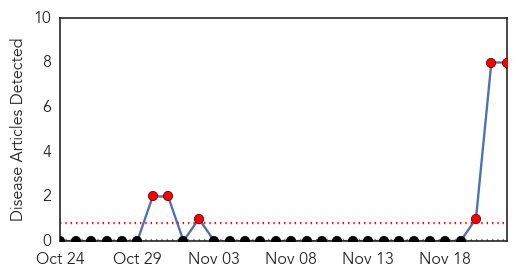 10
8
6
4
2
0
Disease Articles Detected
Oct 24
Oct 29
Nov 03
Nov 08
Nov 13
Nov 18